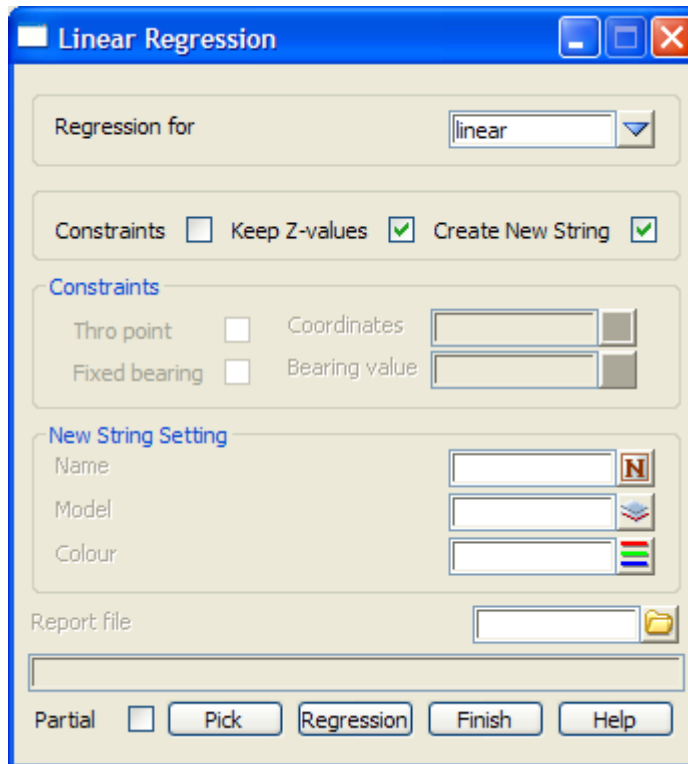 Linear Regression
Regression for linear
Constraints Keep Z-values Create New String
Constraints
Thro point Coordinates
Fixed bearing Bearing value
New String Setting
Name N
Model
Colour
Report file
Partial Pick Regression Finish Help